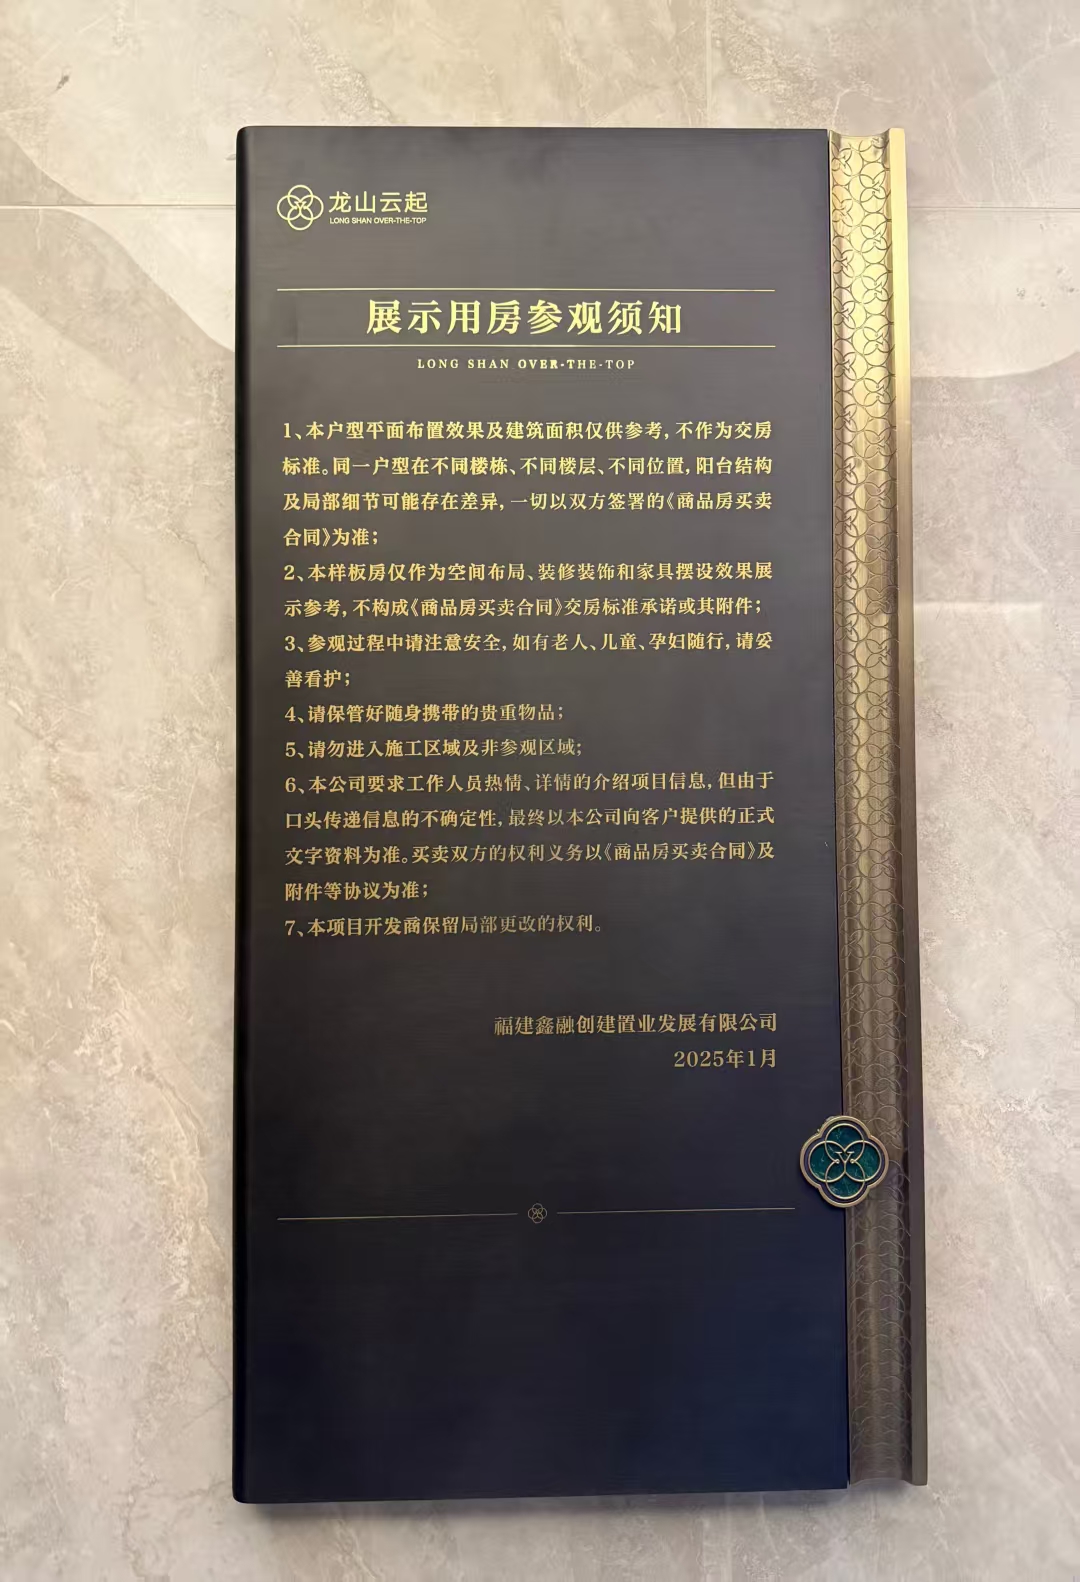 龙山云起
LONG SHAN OVER-THE-TOP
展示用房参观须知
LONG SHAN OVER-THE-TOP
1、本户型平面布置效果及建筑面积仅供参考，不作为交房
标准。同一户型在不同楼栋、不同楼层、不同位置，阳台结构
及局部细节可能存在差异，一切以双方签署的《商品房买卖
合同》为准；
2、本样板房仅作为空间布局、装修装饰和家具摆设效果展
示参考，不构成《商品房买卖合同》交房标准承诺或其附件；
3、参观过程中请注意安全，如有老人、儿童、孕妇随行，请妥
善看护；
4、请保管好随身携带的贵重物品；
5、请勿进入施工区域及非参观区域；
6、本公司要求工作人员热情、详情的介绍项目信息，但由于
口头传递信息的不确定性，最终以本公司向客户提供的正式
文字资料为准。买卖双方的权利义务以《商品房买卖合同》及
附件等协议为准；
7、本项目开发商保留局部更改的权利。
福建鑫融创建置业发展有限公司
2025年1月